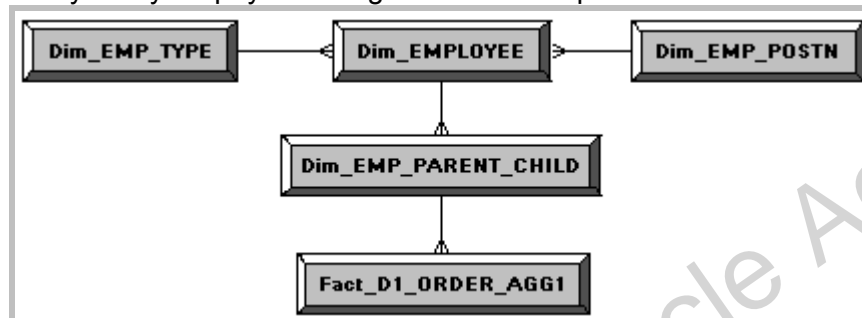 Dim_EMP_TYPE Dim_EMPLOYEE Dim_EMP_POSTN
Dim_EMP_PARENT_CHILD
Fact_D1_ORDER_AGG1